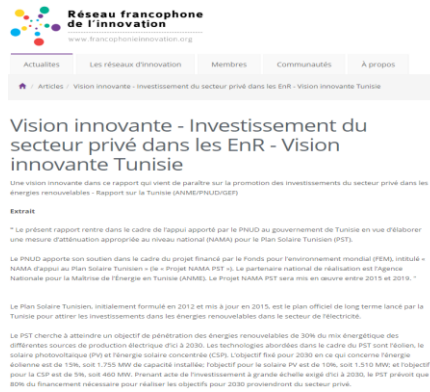 Réseau francophone
de l'innovation
www.francophonieinnovation.org
Actualités Les réseaux d'innovation Membres Communautés À propos
/ Articles / Vision innovante - Investissement du secteur privé dans les EnR - Vision innovante Tunisie
Vision innovante - Investissement du
secteur privé dans les EnR - Vision
innovante Tunisie
Une vision innovante dans ce rapport qui vient de paraître sur la promotion des investissements du secteur privé dans les
énergies renouvelables - Rapport sur la Tunisie (ANME/PNUD/GEF)
Extrait
" Le présent rapport rentre dans le cadre de l'appui apporté par le PNUD au gouvernement de Tunisie en vue d'élaborer
une mesure d'atténuation appropriée au niveau national (NAMA) pour le Plan Solaire Tunisien (PST).
Le PNUD apporte son soutien dans le cadre du projet financé par le Fonds pour l'environnement mondial (FEM), intitulé «
NAMA d'appui au Plan Solaire Tunisien » (le « Projet NAMA PST »). Le partenaire national de réalisation est l'Agence
Nationale pour la Maîtrise de l'Energie en Tunisie (ANME). Le Projet NAMA PST sera mis en œuvre entre 2015 et 2019. "
Le Plan Solaire Tunisien, initialement formulé en 2012 et mis à jour en 2015, est le plan officiel de long terme lancé par la
Tunisie pour attirer les investissements dans les énergies renouvelables dans le secteur de l'électricité.
Le PST cherche à atteindre un objectif de pénétration des énergies renouvelables de 30% du mix énergétique des
différentes sources de production électrique d'ici à 2030. Les technologies abordées dans le cadre du PST sont l'éolien, le
solaire photovoltaïque (PV) et l'énergie solaire concentrée (CSP). L'objectif fixé pour 2030 en ce qui concerne l'énergie
éolienne est de 15%, soit 1.755 MW de capacité installée; l'objectif pour le solaire PV est de 10%, soit 1.510 MW; et l'objectif
pour la CSP est de 5%, soit 460 MW. Prenant acte de l'investissement à grande échelle exigé d'ici à 2030, le PST prévoit que
80% du financement nécessaire pour réaliser les objectifs pour 2030 proviendront du secteur privé.